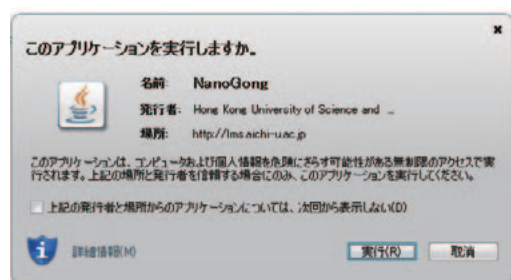 このアプリケーションを実行しますか。
名前: NanoGong
発行者: Hong Kong University of Science and ...
場所: http://lms.aichi-u.ac.jp
このアプリケーションは、コンピュータおよび個人情報を危険にさらす可能性がある無制限のアクセスで実
行されます。上記の場所と発行者を信頼する場合にのみ、このアプリケーションを実行してください。
上記の発行者と場所からのアプリケーションについては、次回から表示しない(D)
詳細情報(M)
実行(R) 取消